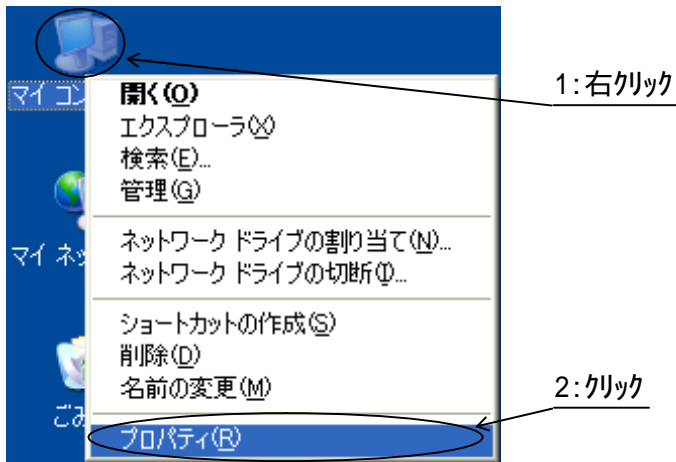 1:右ｸﾘｯｸ
マイ コン
開く(O)
エクスプローラ(X)
検索(E)...
管理(G)
ネットワーク ドライブの割り当て(N)...
マイ ネッ
ネットワーク ドライブの切断(I)...
ショートカットの作成(S)
削除(D)
名前の変更(M)
2:ｸﾘｯｸ
ごみ
プロパティ(R)